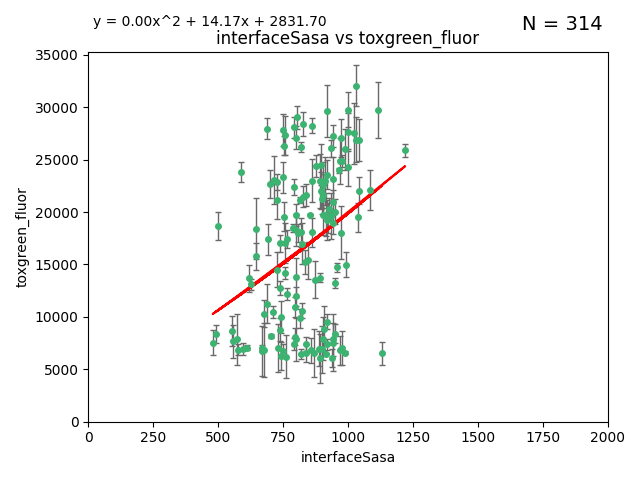 y = 0.00x^2 + 14.17x + 2831.70
N = 314
interfaceSasa vs toxgreen_fluor
35000
30000
25000
20000
15000
10000
5000
0
toxgreen_fluor
0 250 500 750 1000 1250 1500 1750 2000
interfaceSasa